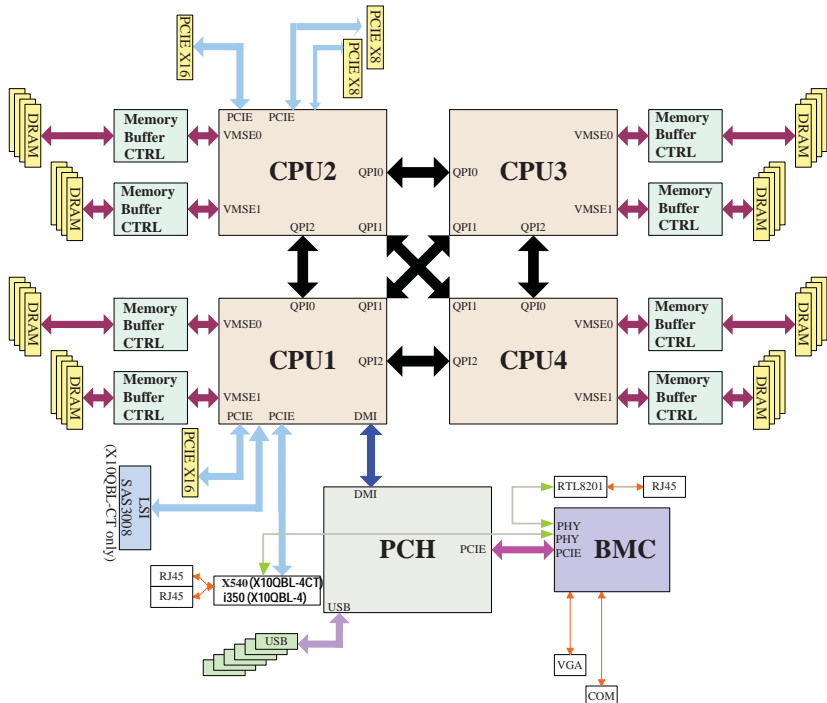 PCIE X16
PCIE X8
PCIE X8
DRAM
Memory
Buffer
CTRL
PCIE
PCIE
VMSE0
CPU2
QPI0
VMSE1
QPI2
QPI1
DRAM
Memory
Buffer
CTRL
QPI0
CPU3
VMSE0
VMSE1
QPI1
QPI2
Memory
Buffer
CTRL
DRAM
Memory
Buffer
CTRL
DRAM
DRAM
Memory
Buffer
CTRL
QPI0
QPI1
VMSE0
CPU1
QPI2
VMSE1
PCIE
PCIE
DMI
DRAM
Memory
Buffer
CTRL
QPI1
QPI0
VMSE0
QPI2
CPU4
VMSE1
Memory
Buffer
CTRL
DRAM
Memory
Buffer
CTRL
DRAM
PCIE X16
LSI
SAS3008
(X10QBL-CT only)
DMI
PCH
PCIE
USB
RTL8201
RJ45
PHY
PHY
PCIE
BMC
RJ45
RJ45
X540 (X10QBL-4CT)
i350 (X10QBL-4)
USB
VGA
COM